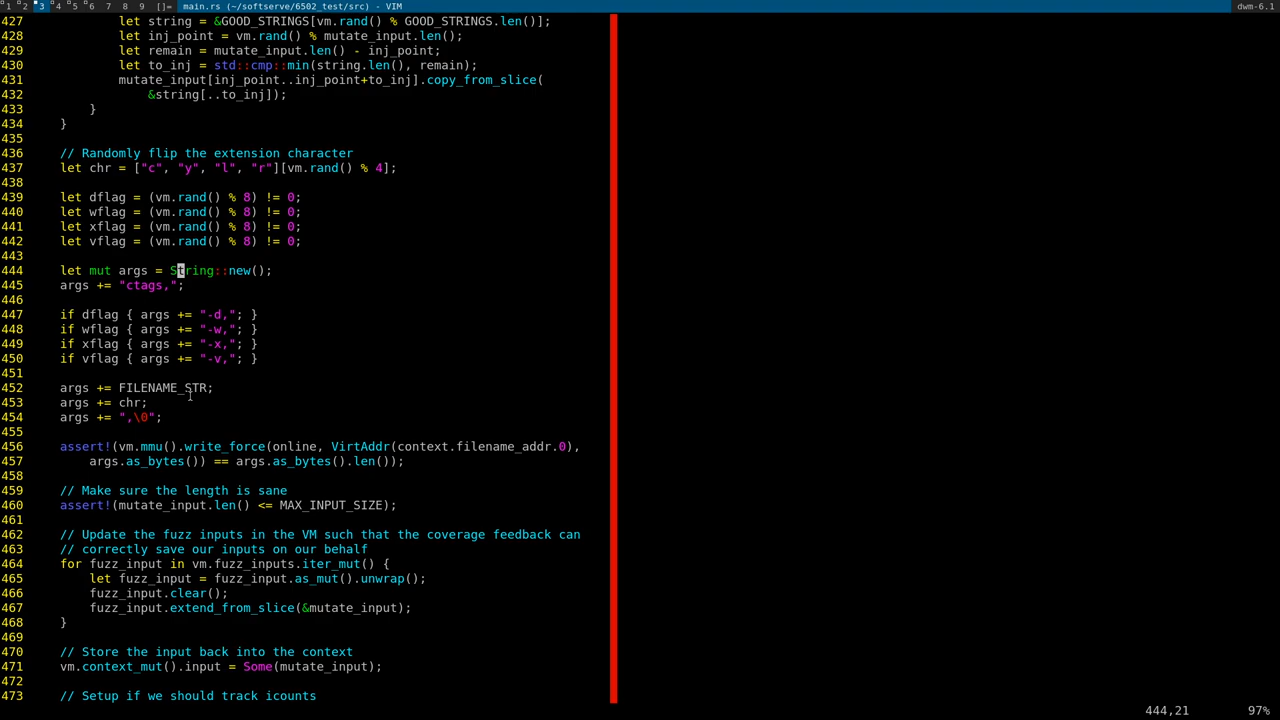 1 2 3 4 5 6 7 8 9 []= main.rs (~/softserve/6502_test/src) - VIM dwm-6.1
427 let string = &GOOD_STRINGS[vm.rand() % GOOD_STRINGS.len()];
428 let inj_point = vm.rand() % mutate_input.len();
429 let remain = mutate_input.len() - inj_point;
430 let to_inj = std::cmp::min(string.len(), remain);
431 mutate_input[inj_point..inj_point+to_inj].copy_from_slice(
432 &string[..to_inj]);
433 }
434 }
435
436 // Randomly flip the extension character
437 let chr = ["c", "y", "l", "r"][vm.rand() % 4];
438
439 let dflag = (vm.rand() % 8) != 0;
440 let wflag = (vm.rand() % 8) != 0;
441 let xflag = (vm.rand() % 8) != 0;
442 let vflag = (vm.rand() % 8) != 0;
443
444 let mut args = String::new();
445 args += "ctags,";
446
447 if dflag { args += "-d,"; }
448 if wflag { args += "-w,"; }
449 if xflag { args += "-x,"; }
450 if vflag { args += "-v,"; }
451
452 args += FILENAME_STR;
453 args += chr;
454 args += ",\0";
455
456 assert!(vm.mmu().write_force(online, VirtAddr(context.filename_addr.0),
457 args.as_bytes()) == args.as_bytes().len());
458
459 // Make sure the length is sane
460 assert!(mutate_input.len() <= MAX_INPUT_SIZE);
461
462 // Update the fuzz inputs in the VM such that the coverage feedback can
463 // correctly save our inputs on our behalf
464 for fuzz_input in vm.fuzz_inputs.iter_mut() {
465 let fuzz_input = fuzz_input.as_mut().unwrap();
466 fuzz_input.clear();
467 fuzz_input.extend_from_slice(&mutate_input);
468 }
469
470 // Store the input back into the context
471 vm.context_mut().input = Some(mutate_input);
472
473 // Setup if we should track icounts
444,21 97%